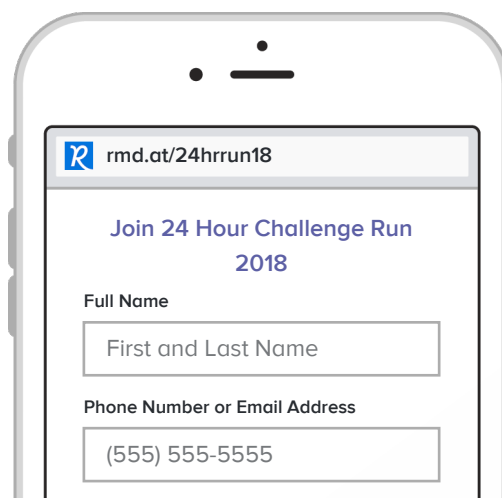 R rmd.at/24hrrun18
Join 24 Hour Challenge Run
2018
Full Name
First and Last Name
Phone Number or Email Address
(555) 555-5555